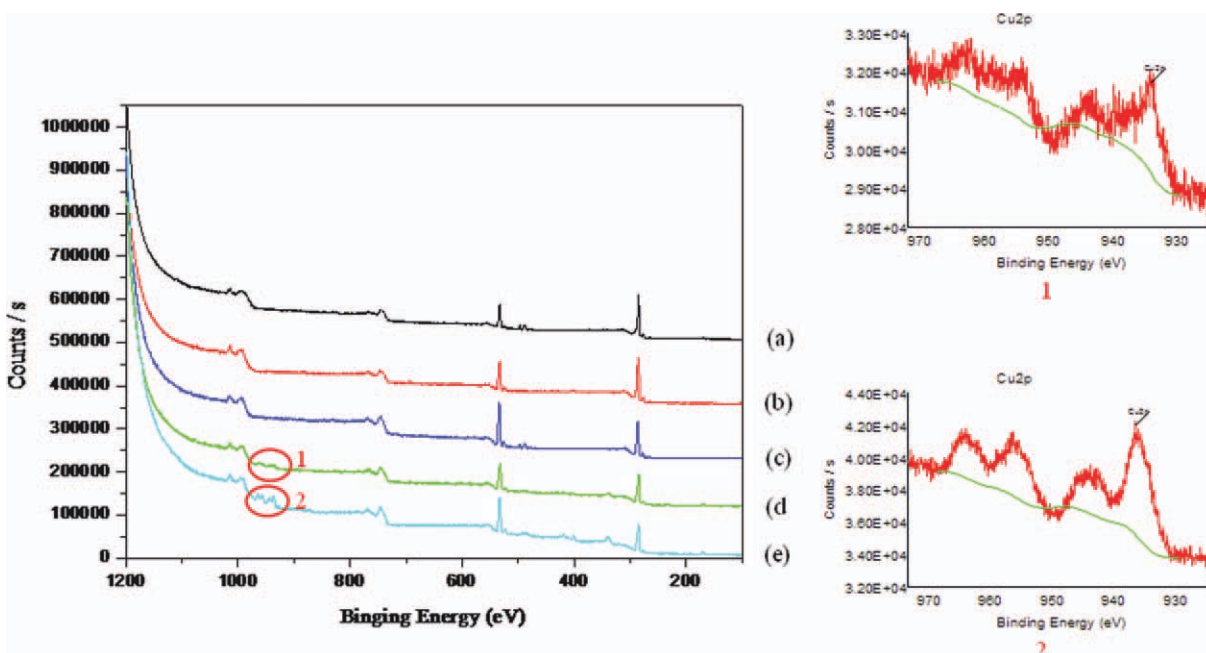 1000000
900000
800000
700000
600000
500000
400000
300000
200000
100000
0
Counts / s
1200
1000
800
600
400
200
Binging Energy (eV)
(a)
(b)
(c)
(d)
(e)
1
2
Cu2p
3.30E+04
3.20E+04
3.10E+04
3.00E+04
2.90E+04
2.80E+04
Counts / s
970
960
950
940
930
Binding Energy (eV)
1
Cu2p
4.40E+04
4.20E+04
4.00E+04
3.80E+04
3.60E+04
3.40E+04
3.20E+04
Counts / s
970
960
950
940
930
Binding Energy (eV)
2